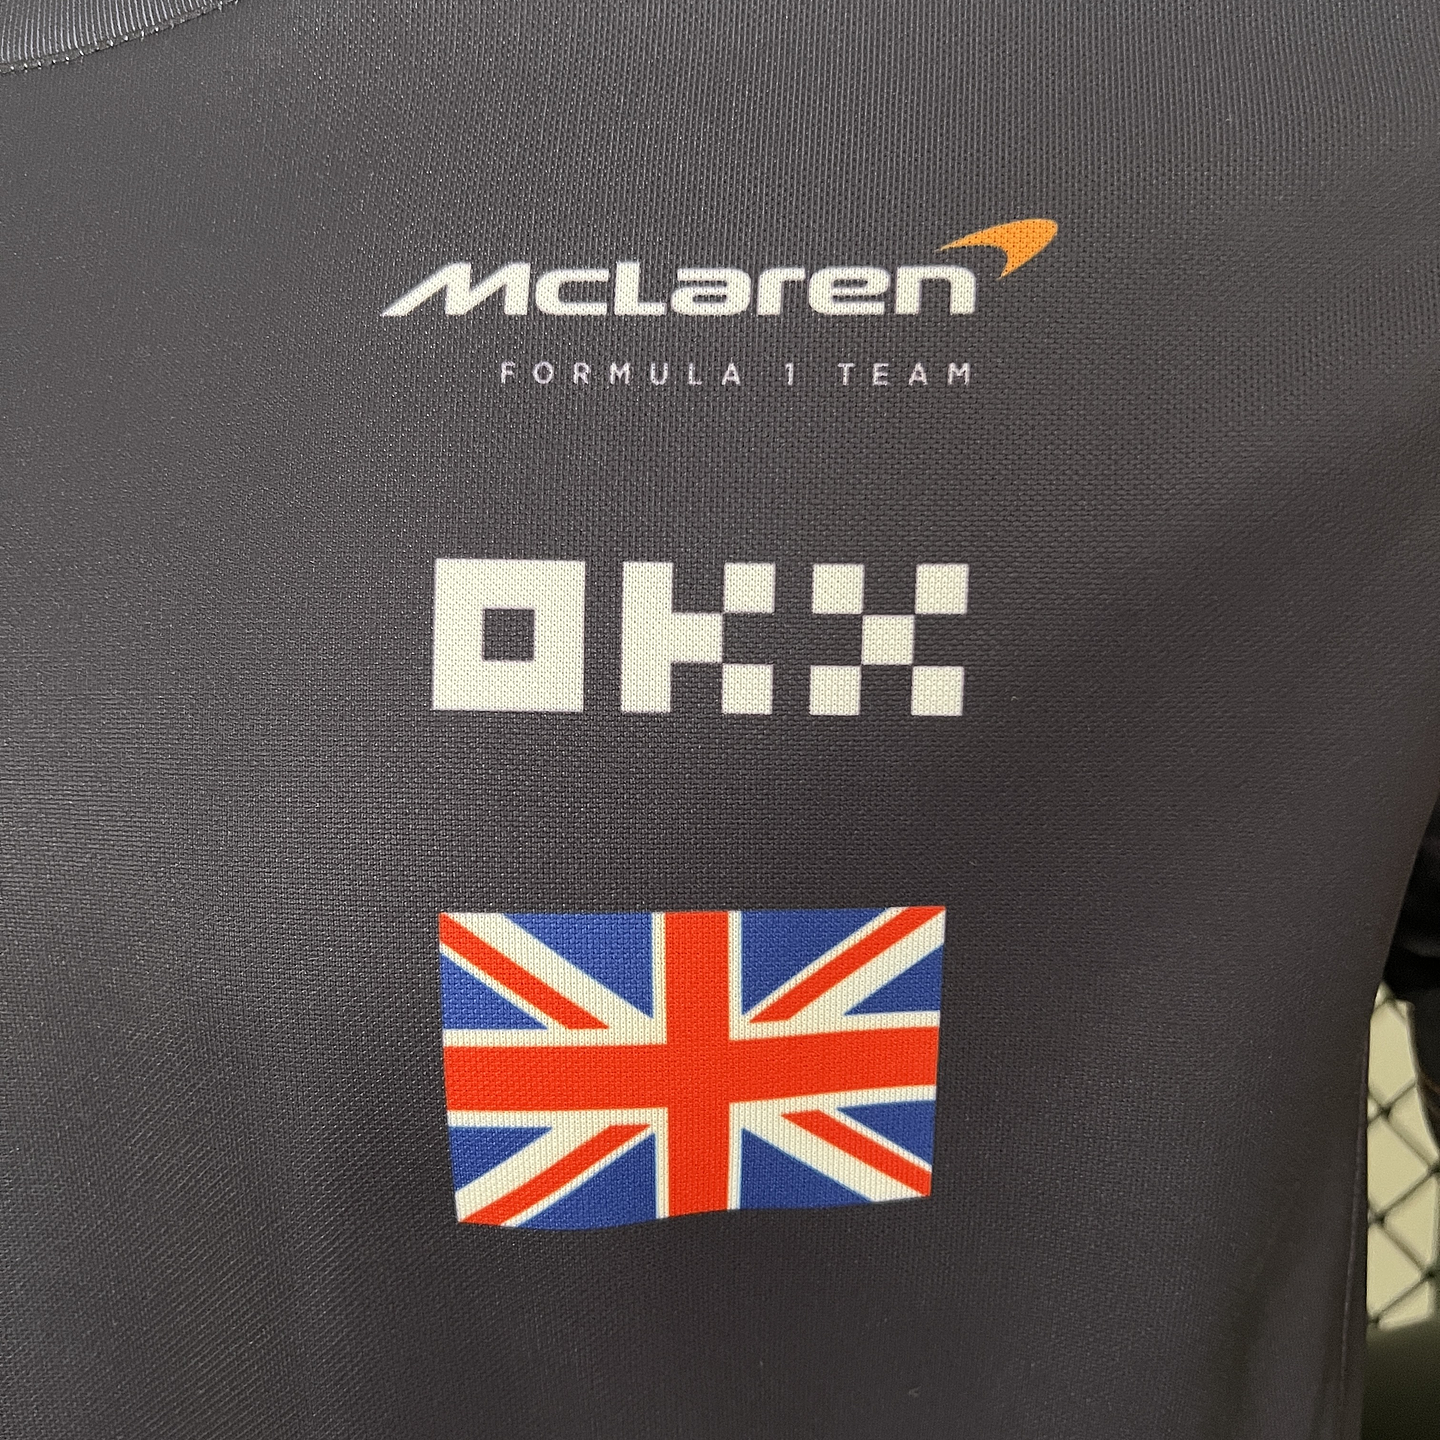 McLaren
FORMULA 1 TEAM
OKX